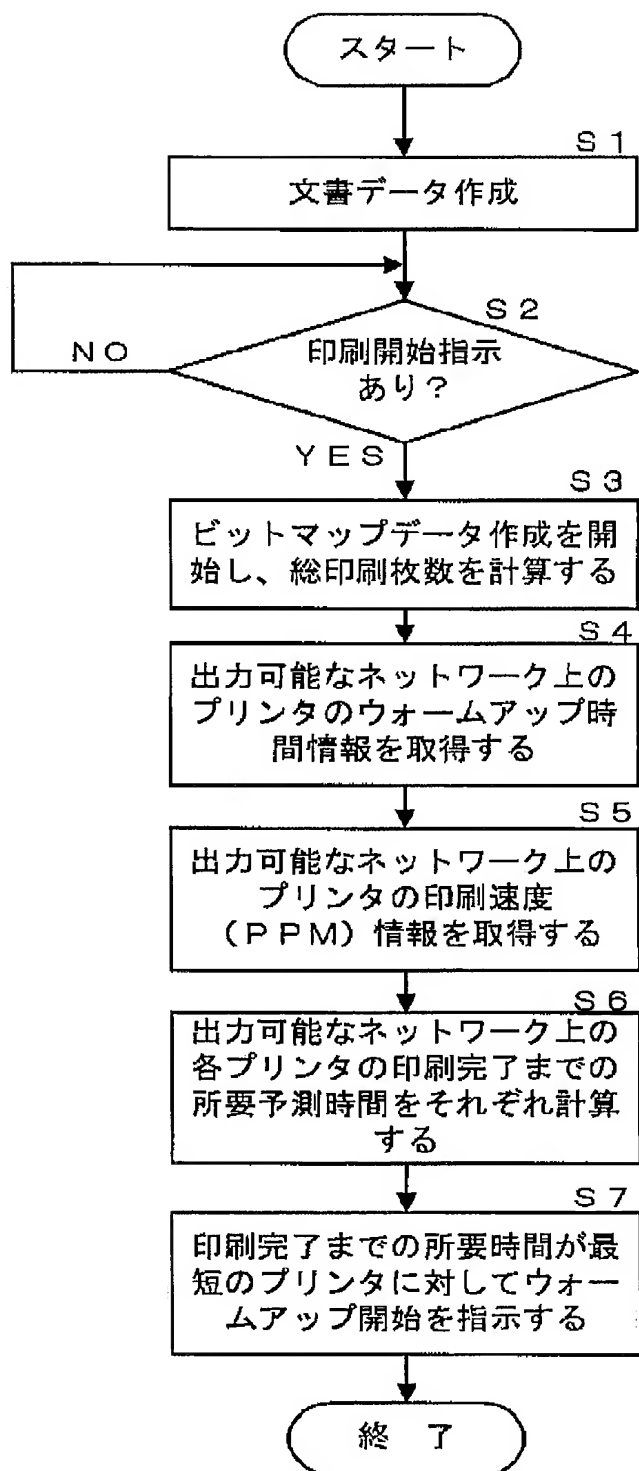 スタート
S1
文書データ作成
S2
印刷開始指示
あり?
NO
YES
S3
ビットマップデータ作成を開
始し、総印刷枚数を計算する
S4
出力可能なネットワーク上の
プリンタのウォームアップ時
間情報を取得する
S5
出力可能なネットワーク上の
プリンタの印刷速度
(PPM)情報を取得する
S6
出力可能なネットワーク上の
各プリンタの印刷完了までの
所要予測時間をそれぞれ計算
する
S7
印刷完了までの所要時間が最
短のプリンタに対してウォー
ムアップ開始を指示する
終 了